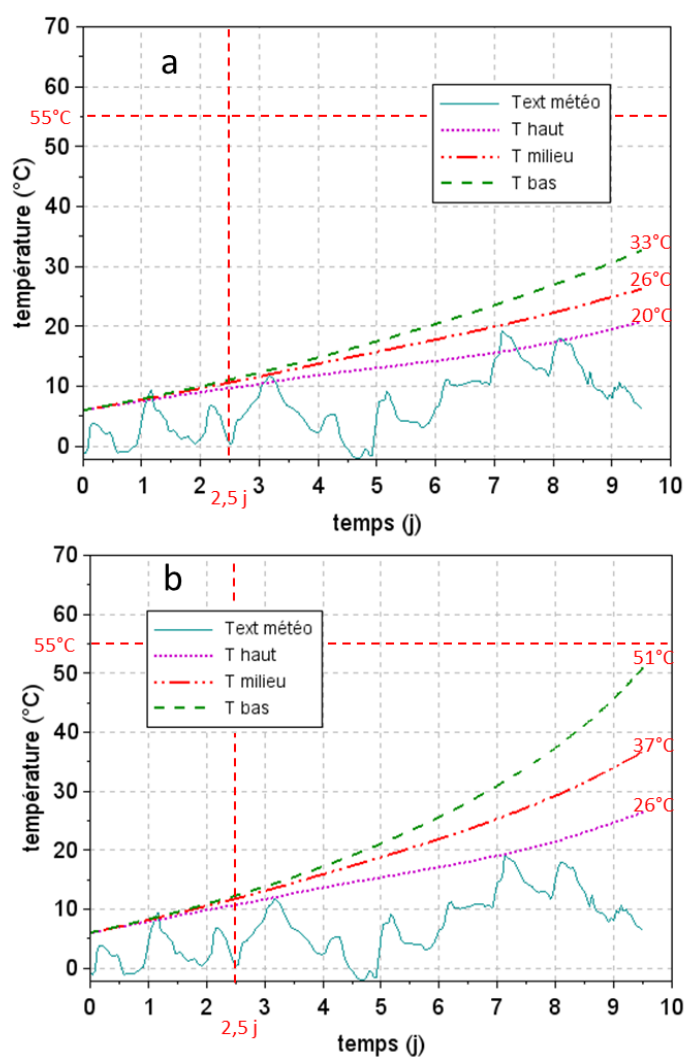 70
a
60
55°C
50
40
30
20
10
0
température (°C)
Text météo
T haut
T milieu
T bas
33°C
26°C
20°C
0 1 2 3 4 5 6 7 8 9 10
2,5 j
temps (j)
70
b
60
55°C
50
40
30
20
10
0
température (°C)
Text météo
T haut
T milieu
T bas
51°C
37°C
26°C
0 1 2 3 4 5 6 7 8 9 10
2,5 j
temps (j)